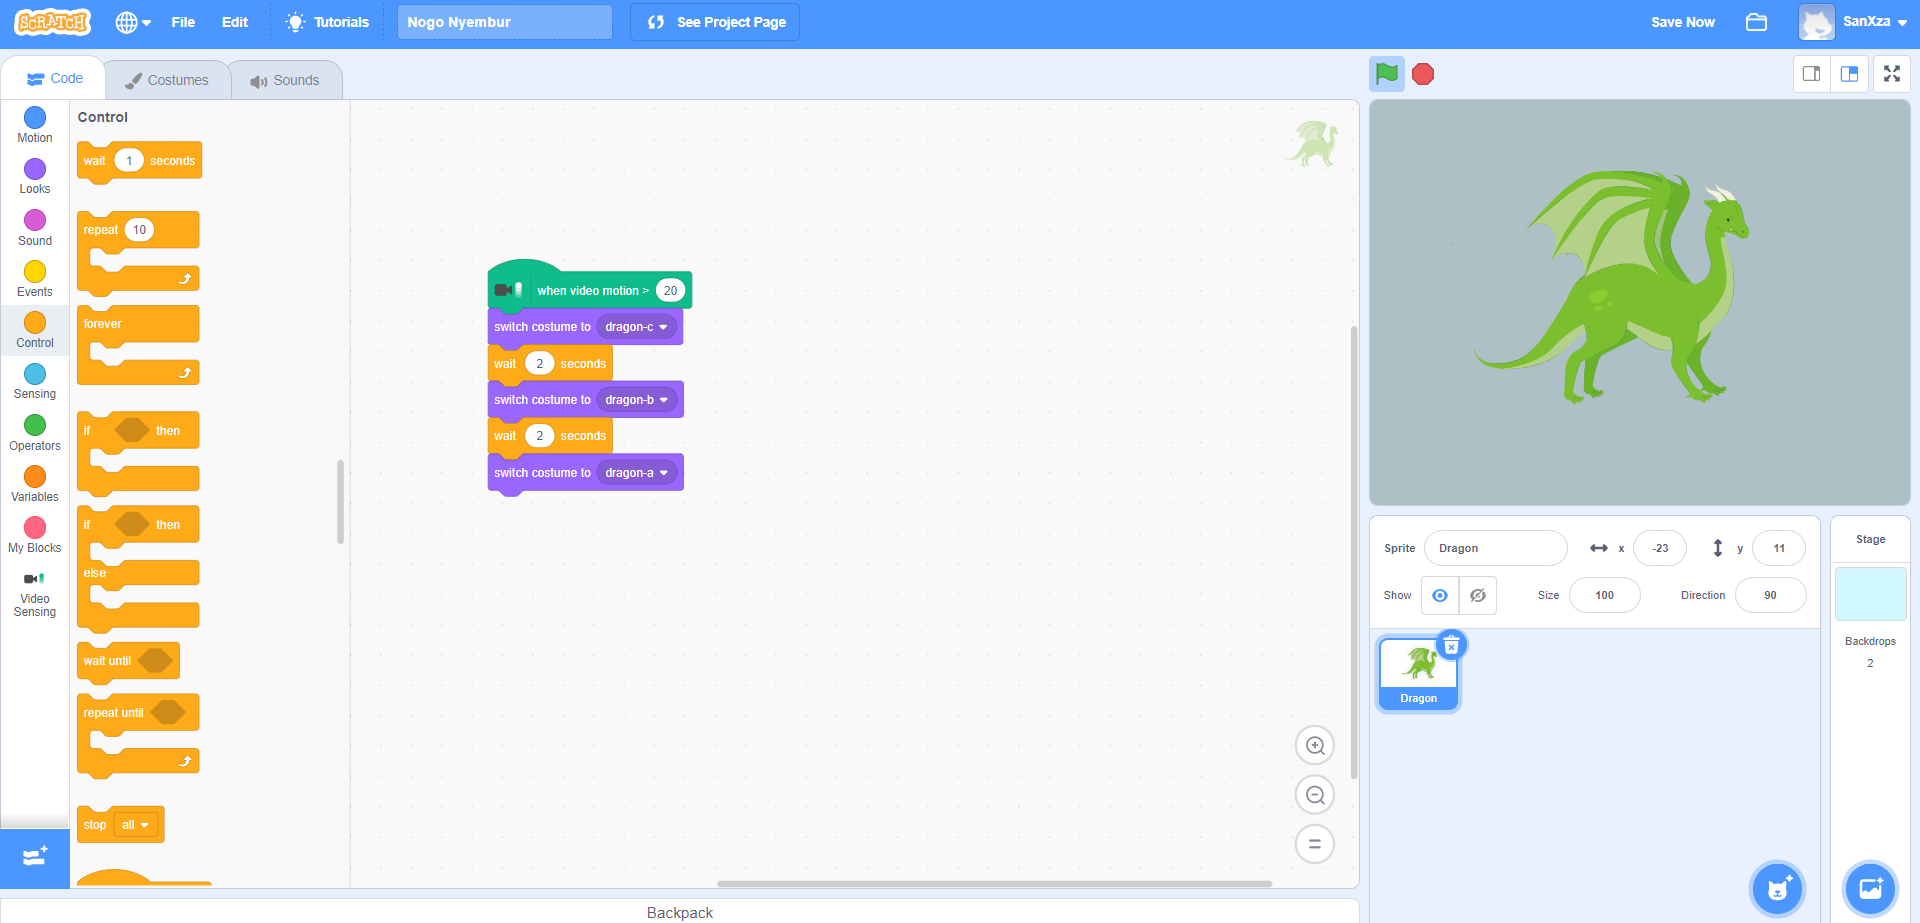 SCRATCH
File
Edit
Tutorials
Nogo Nyembur
See Project Page
Save Now
SanXza
Code
Costumes
Sounds
Motion
Looks
Sound
Events
Control
Sensing
Operators
Variables
My Blocks
Video
Sensing
Control
wait 1 seconds
repeat 10
forever
if then
if then
else
wait until
repeat until
stop all
when video motion > 20
switch costume to dragon-c
wait 2 seconds
switch costume to dragon-b
wait 2 seconds
switch costume to dragon-a
Backpack
Sprite Dragon x -23 y 11
Show Size 100 Direction 90
Dragon
Stage
Backdrops
2